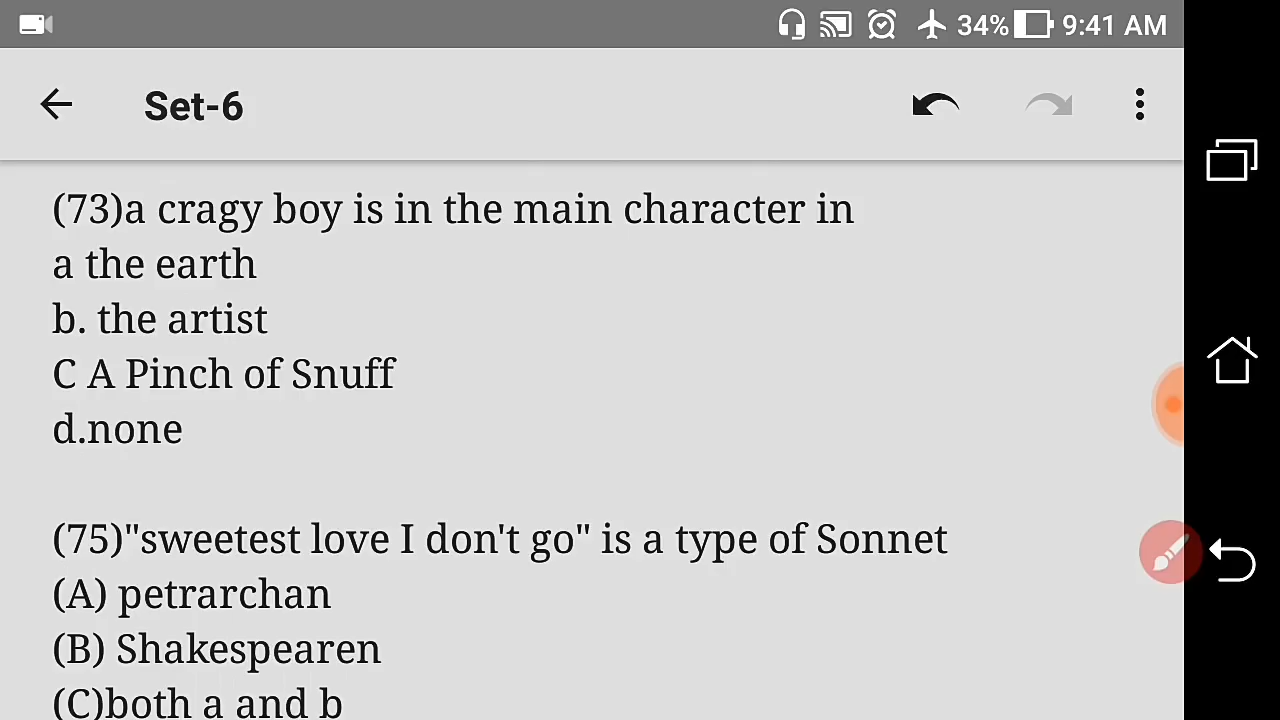 34% 9:41 AM
Set-6
(73)a cragy boy is in the main character in
a the earth
b. the artist
C A Pinch of Snuff
d.none
(75)"sweetest love I don't go" is a type of Sonnet
(A) petrarchan
(B) Shakespearen
(C)both a and b